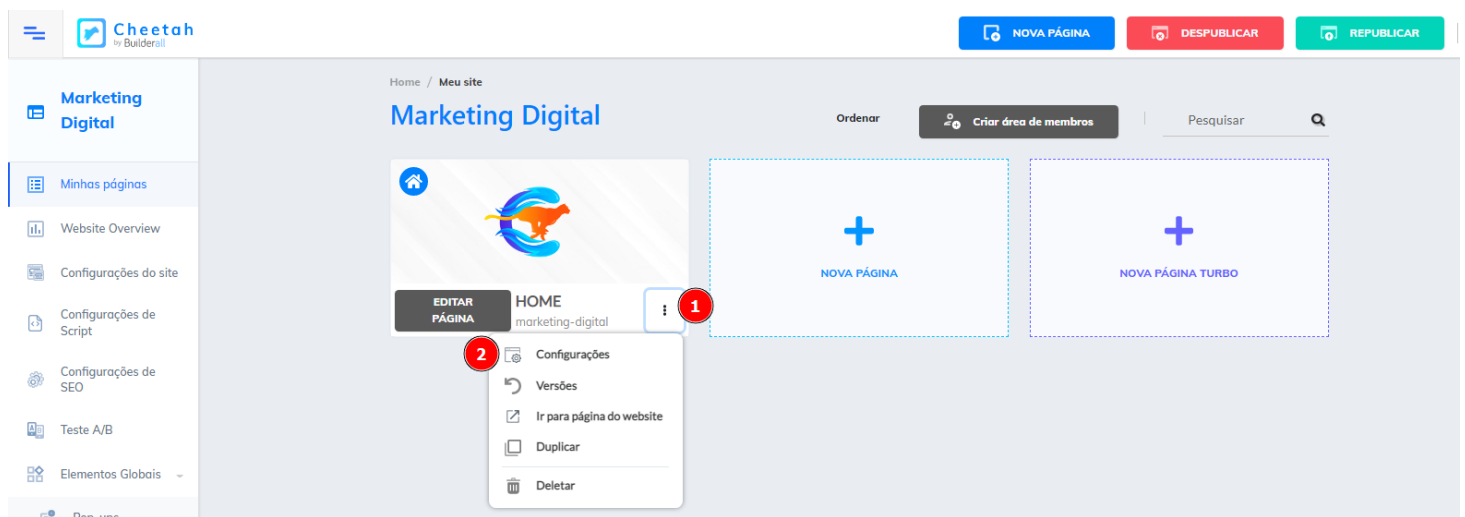 Cheetah
by Builderall
NOVA PÁGINA
DESPUBLICAR
REPUBLICAR
Marketing
Digital
Minhas páginas
Website Overview
Configurações do site
Configurações de
Script
Configurações de
SEO
Teste A/B
Elementos Globais
Pop-ups
Home / Meu site
Marketing Digital
Ordenar
Criar área de membros
Pesquisar
EDITAR
PÁGINA
HOME
marketing-digital
1
2
Configurações
Versões
Ir para página do website
Duplicar
Deletar
NOVA PÁGINA
NOVA PÁGINA TURBO